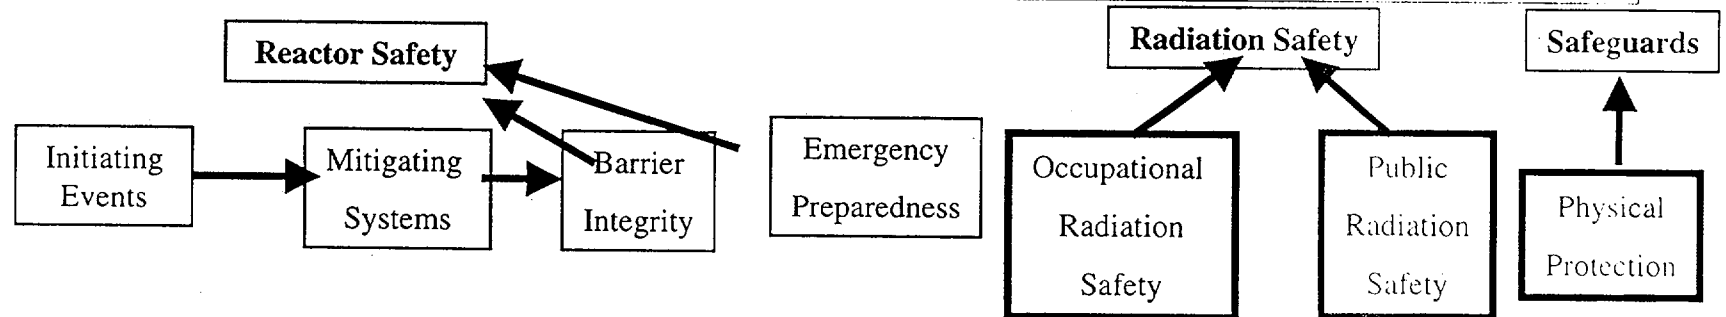 Reactor Safety
Radiation Safety
Safeguards
Initiating
Events
Mitigating
Systems
Barrier
Integrity
Emergency
Preparedness
Occupational
Radiation
Safety
Public
Radiation
Safety
Physical
Protection